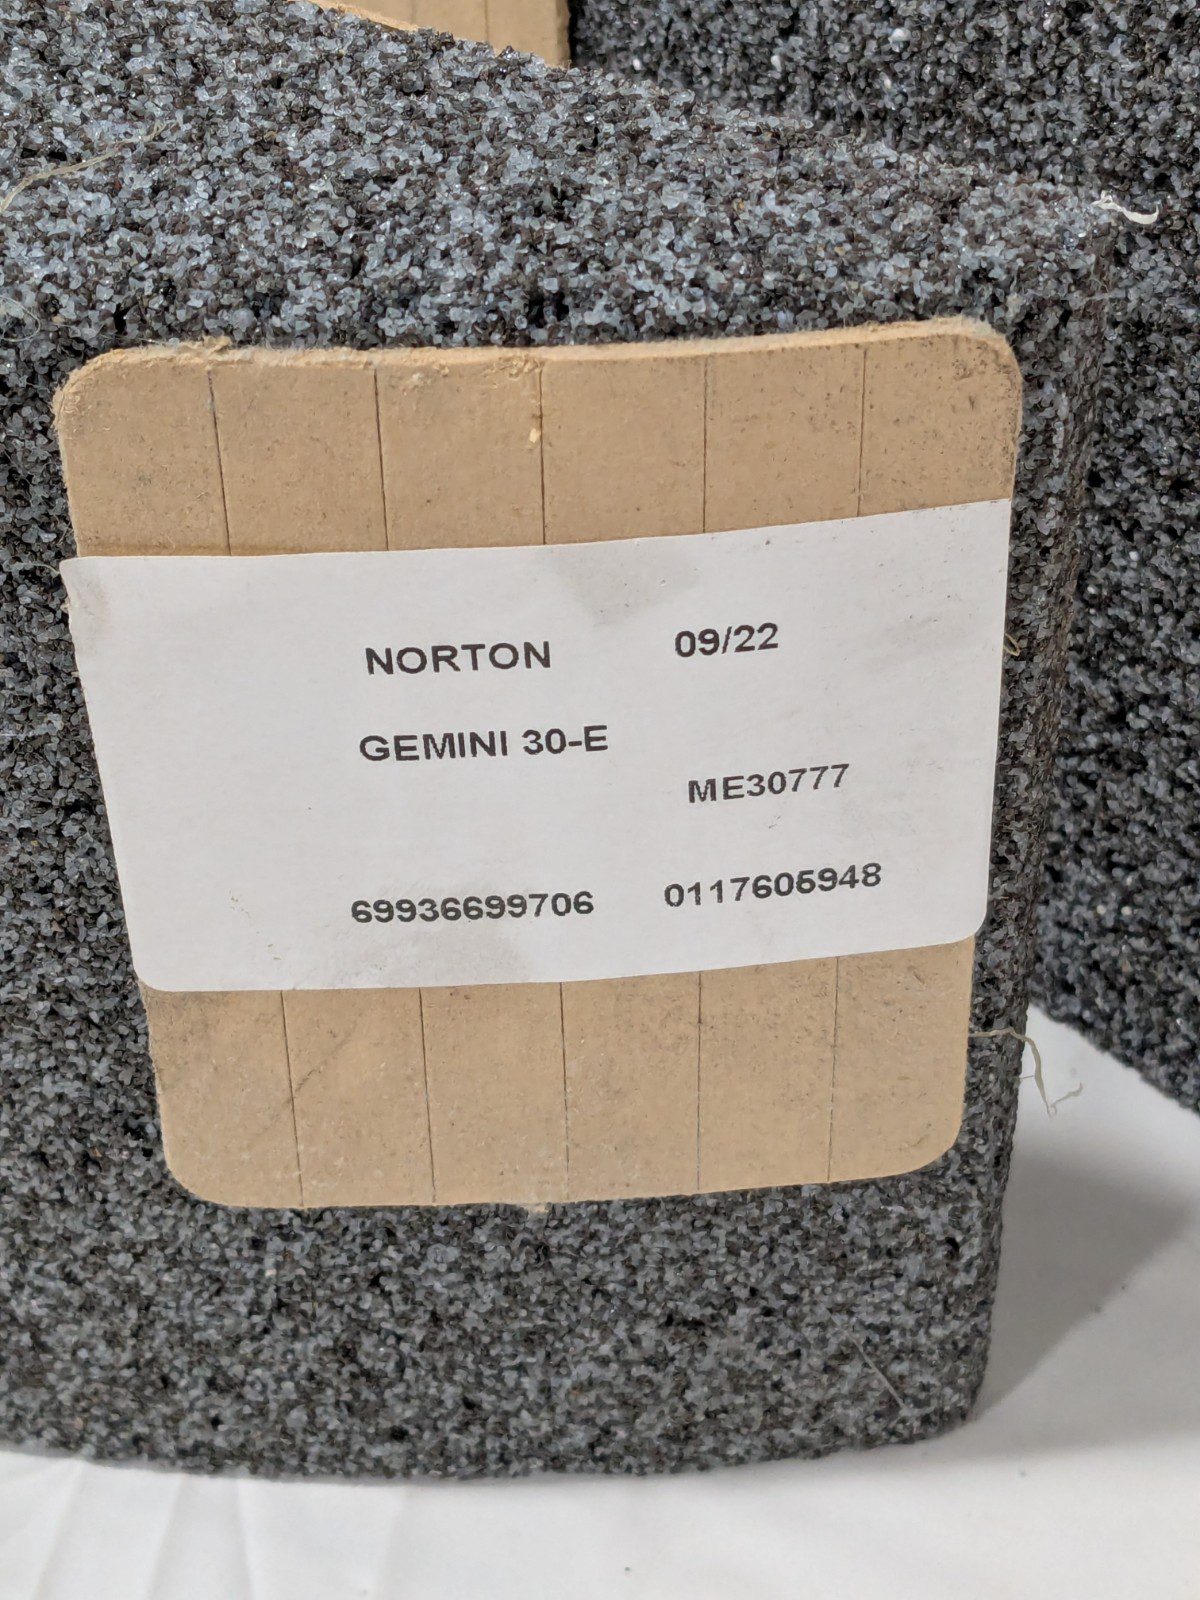 NORTON 09/22
GEMINI 30-E
ME30777
69936699706 0117605948